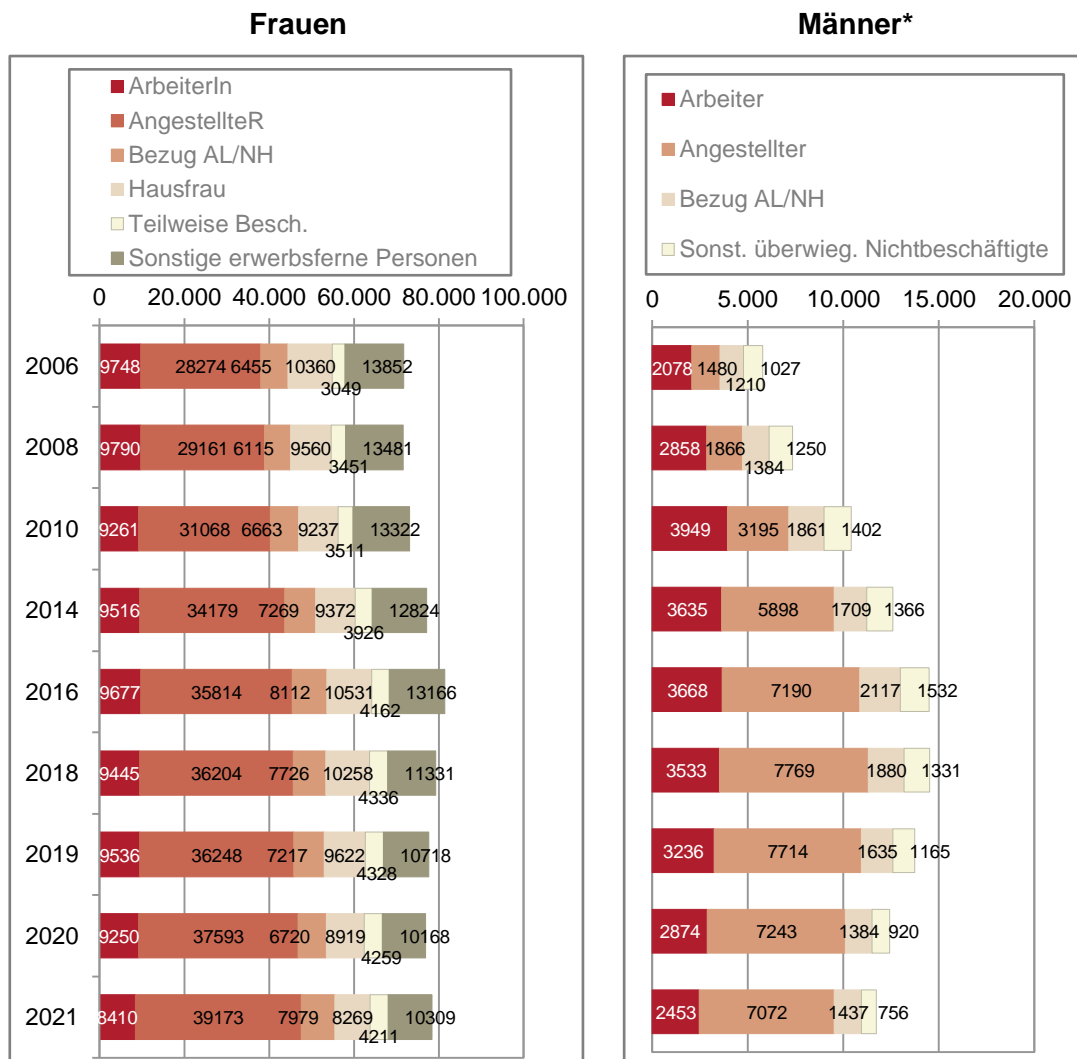 Frauen
ArbeiterIn
AngestellteR
Bezug AL/NH
Hausfrau
Teilweise Besch.
Sonstige erwerbsferne Personen
0 20.000 40.000 60.000 80.000 100.000
2006 9748 28274 6455 10360 3049 13852
2008 9790 29161 6115 9560 3451 13481
2010 9261 31068 6663 9237 3511 13322
2014 9516 34179 7269 9372 3926 12824
2016 9677 35814 8112 10531 4162 13166
2018 9445 36204 7726 10258 4336 11331
2019 9536 36248 7217 9622 4328 10718
2020 9250 37593 6720 8919 4259 10168
2021 8410 39173 7979 8269 4211 10309
Männer*
Arbeiter
Angestellter
Bezug AL/NH
Sonst. überwieg. Nichtbeschäftigte
0 5.000 10.000 15.000 20.000
2078 1480 1210 1027
2858 1866 1384 1250
3949 3195 1861 1402
3635 5898 1709 1366
3668 7190 2117 1532
3533 7769 1880 1331
3236 7714 1635 1165
2874 7243 1384 920
2453 7072 1437 756